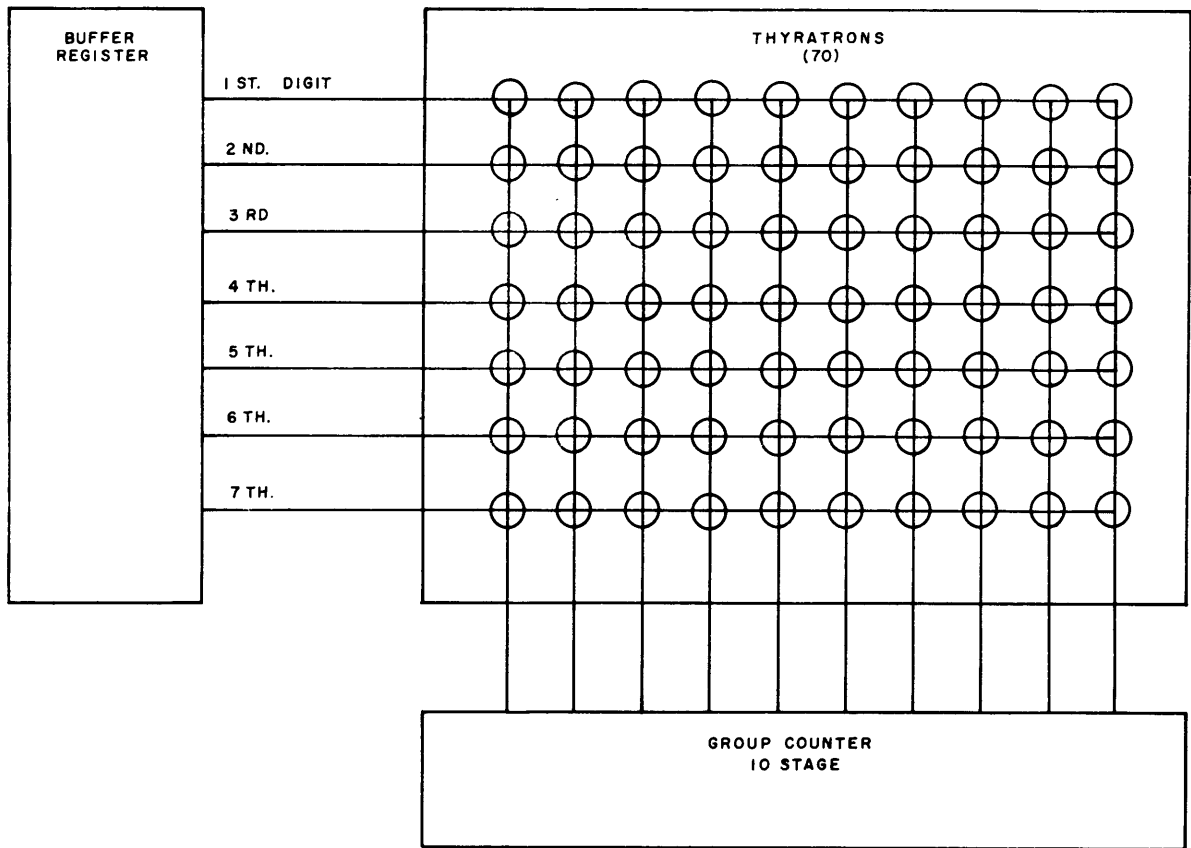 BUFFER
REGISTER
THYRATRONS
(70)
1 ST. DIGIT
2 ND.
3 RD
4 TH.
5 TH.
6 TH.
7 TH.
GROUP COUNTER
10 STAGE